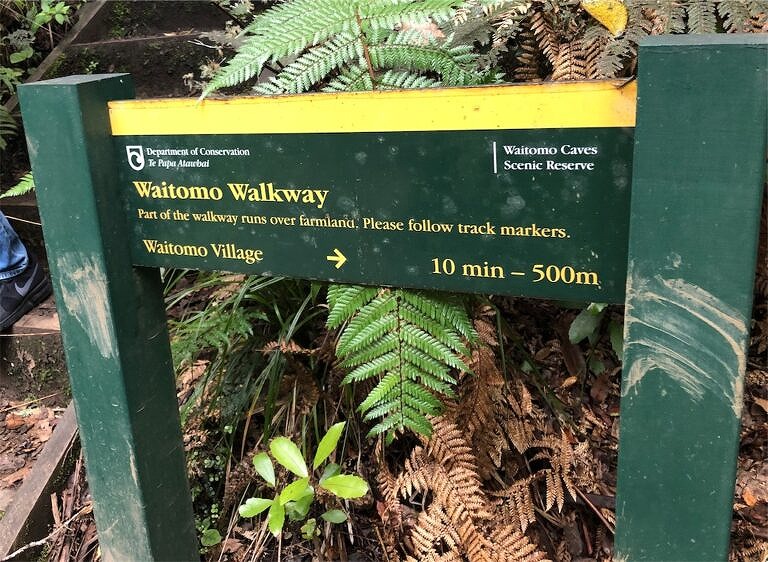 Department of Conservation
Te Papa Atawhai
Waitomo Caves
Scenic Reserve
Waitomo Walkway
Part of the walkway runs over farmland. Please follow track markers.
Waitomo Village → 10 min – 500m